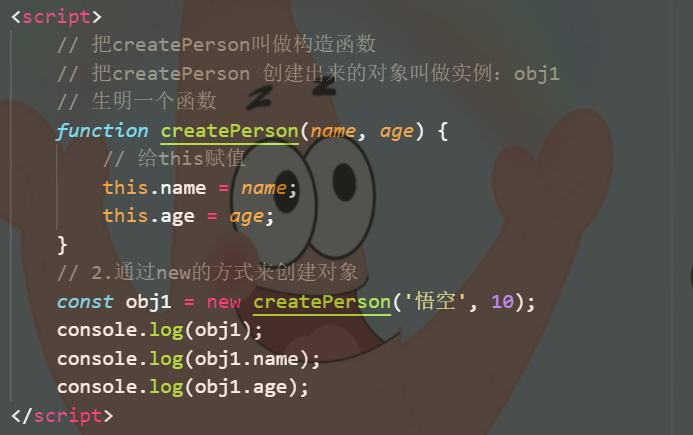 <script>
// 把createPerson叫做构造函数
// 把createPerson 创建出来的对象叫做实例：obj1
// 生明一个函数
function createPerson(name, age) {
// 给this赋值
this.name = name;
this.age = age;
}
// 2.通过new的方式来创建对象
const obj1 = new createPerson('悟空', 10);
console.log(obj1);
console.log(obj1.name);
console.log(obj1.age);
</script>